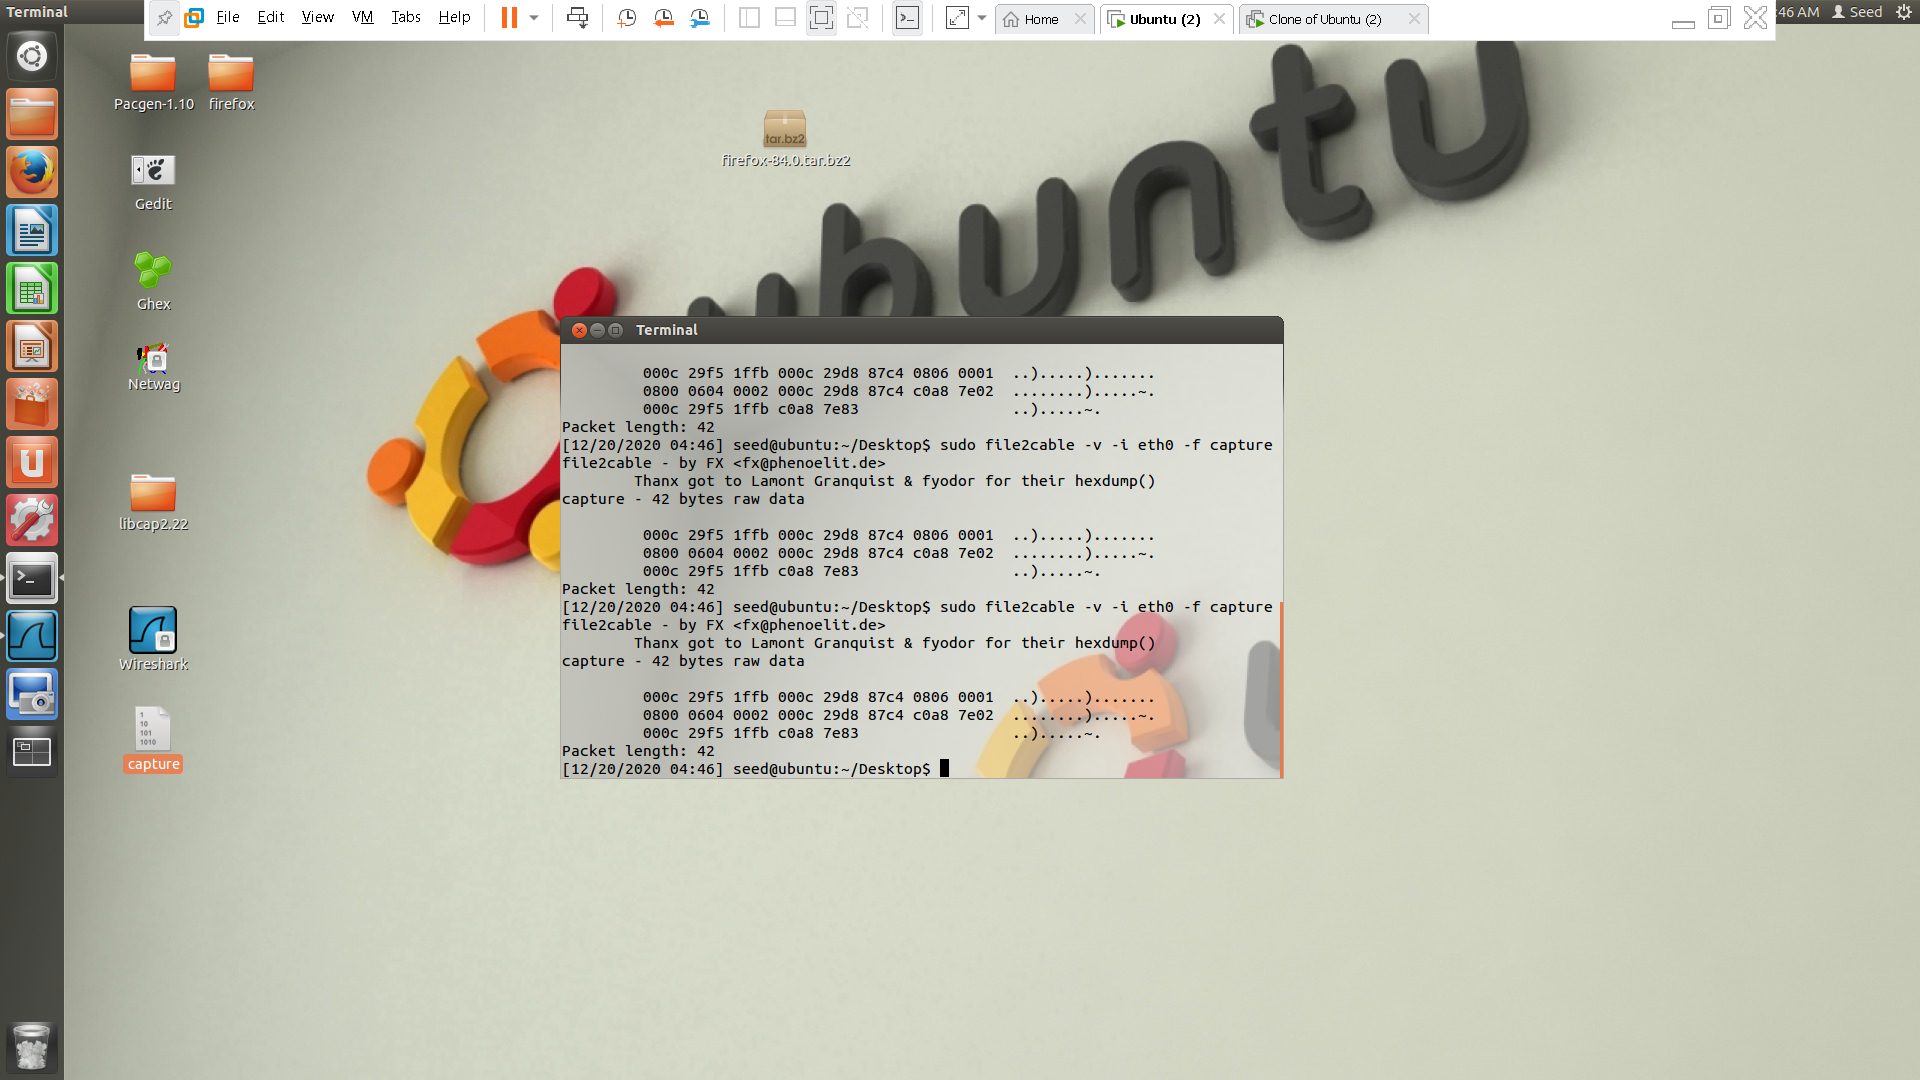 Terminal
File Edit View VM Tabs Help
Home
Ubuntu (2)
Clone of Ubuntu (2)
:46 AM
Seed
Pacgen-1.10
firefox
tar.bz2
firefox-84.0.tar.bz2
Gedit
Ghex
Netwag
libcap2.22
Wireshark
1
10
101
1010
capture
ubuntu
Terminal
000c 29f5 1ffb 000c 29d8 87c4 0806 0001  ..).....).......
0800 0604 0002 000c 29d8 87c4 c0a8 7e02  ........).....~.
000c 29f5 1ffb c0a8 7e83  ..).....~.
Packet length: 42
[12/20/2020 04:46] seed@ubuntu:~/Desktop$ sudo file2cable -v -i eth0 -f capture
file2cable - by FX <fx@phenoelit.de>
Thanx got to Lamont Granquist & fyodor for their hexdump()
capture - 42 bytes raw data
000c 29f5 1ffb 000c 29d8 87c4 0806 0001  ..).....).......
0800 0604 0002 000c 29d8 87c4 c0a8 7e02  ........).....~.
000c 29f5 1ffb c0a8 7e83  ..).....~.
Packet length: 42
[12/20/2020 04:46] seed@ubuntu:~/Desktop$ sudo file2cable -v -i eth0 -f capture
file2cable - by FX <fx@phenoelit.de>
Thanx got to Lamont Granquist & fyodor for their hexdump()
capture - 42 bytes raw data
000c 29f5 1ffb 000c 29d8 87c4 0806 0001  ..).....).......
0800 0604 0002 000c 29d8 87c4 c0a8 7e02  ........).....~.
000c 29f5 1ffb c0a8 7e83  ..).....~.
Packet length: 42
[12/20/2020 04:46] seed@ubuntu:~/Desktop$